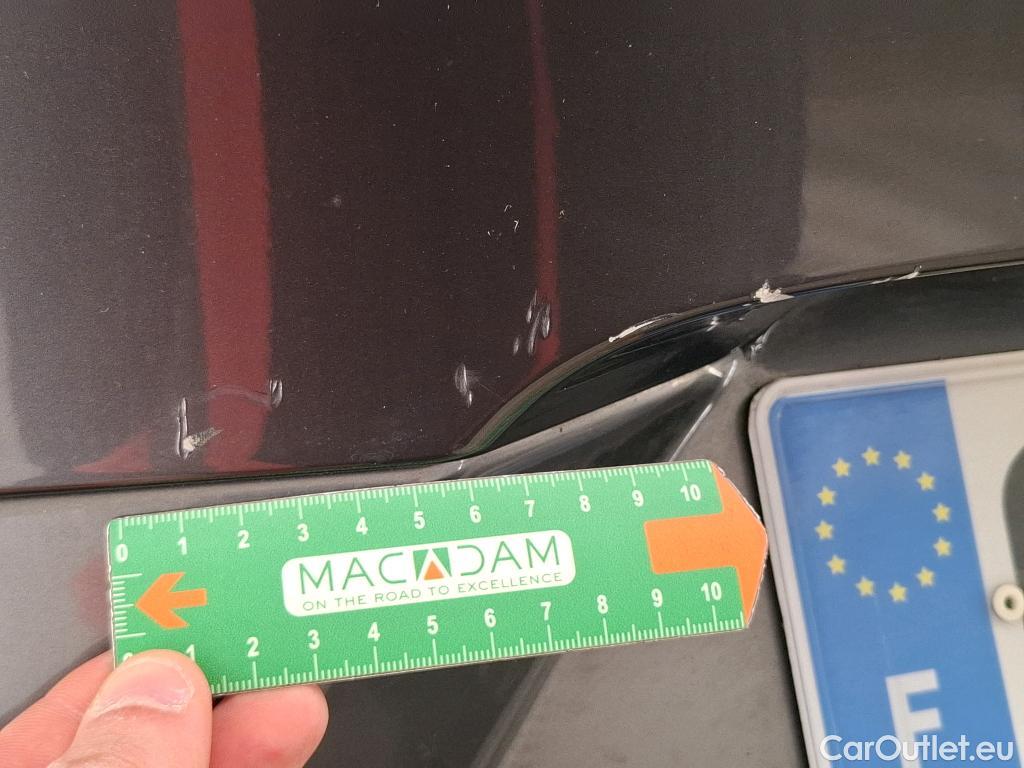 0 1 2 3 4 5 6 7 8 9 10
MACADAM
ON THE ROAD TO EXCELLENCE
1 2 3 4 5 6 7 8 9 10
F
CarOutlet.eu